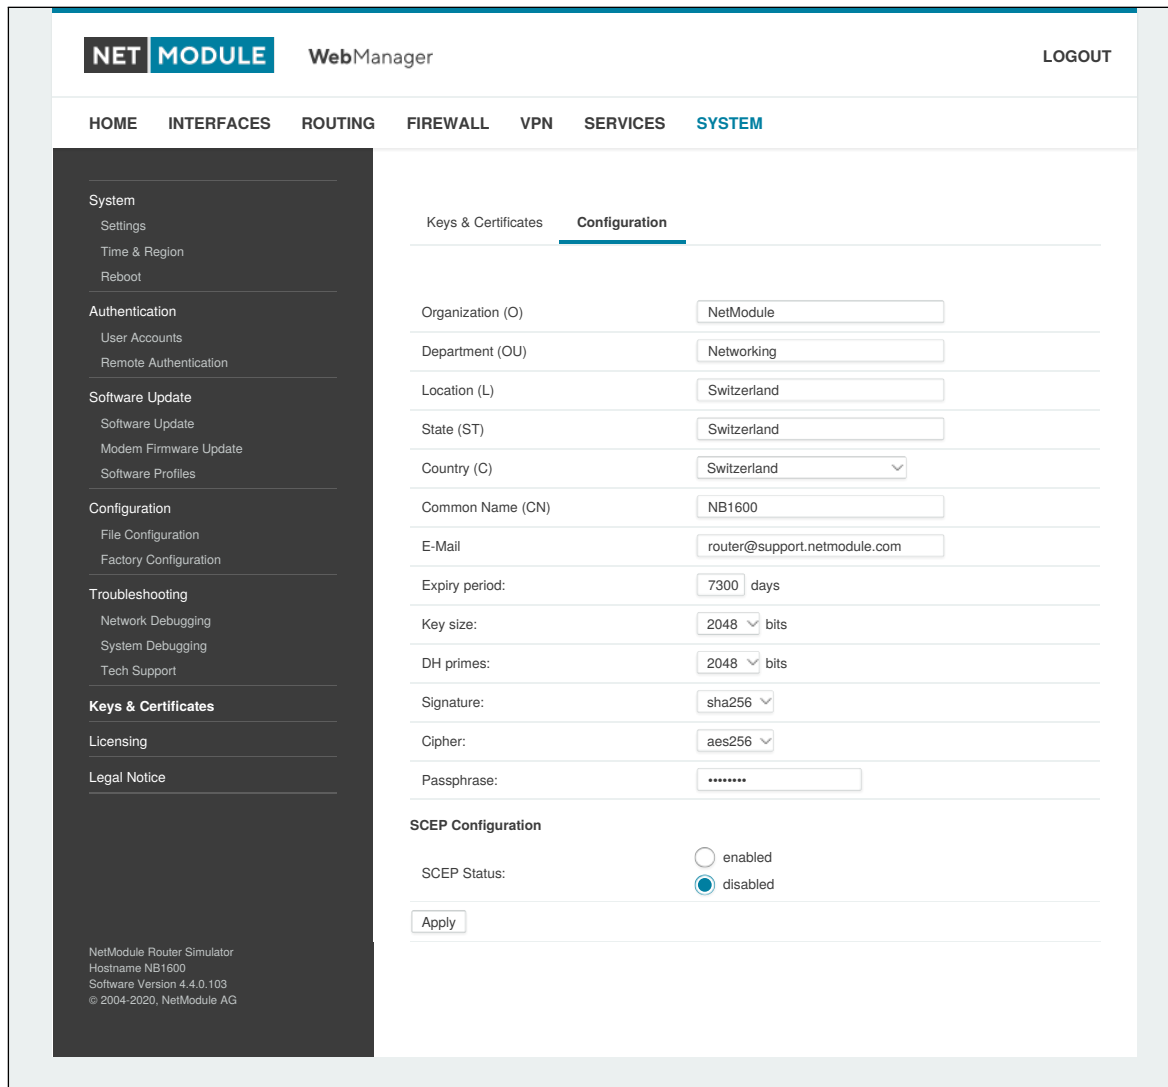 NET MODULE WebManager LOGOUT
HOME INTERFACES ROUTING FIREWALL VPN SERVICES SYSTEM
System
Settings
Time & Region
Reboot
Authentication
User Accounts
Remote Authentication
Software Update
Software Update
Modem Firmware Update
Software Profiles
Configuration
File Configuration
Factory Configuration
Troubleshooting
Network Debugging
System Debugging
Tech Support
Keys & Certificates
Licensing
Legal Notice
NetModule Router Simulator
Hostname NB1600
Software Version 4.4.0.103
© 2004-2020, NetModule AG
Keys & Certificates Configuration
Organization (O) NetModule
Department (OU) Networking
Location (L) Switzerland
State (ST) Switzerland
Country (C) Switzerland
Common Name (CN) NB1600
E-Mail router@support.netmodule.com
Expiry period: 7300 days
Key size: 2048 bits
DH primes: 2048 bits
Signature: sha256
Cipher: aes256
Passphrase: ••••••••
SCEP Configuration
SCEP Status: enabled
disabled
Apply